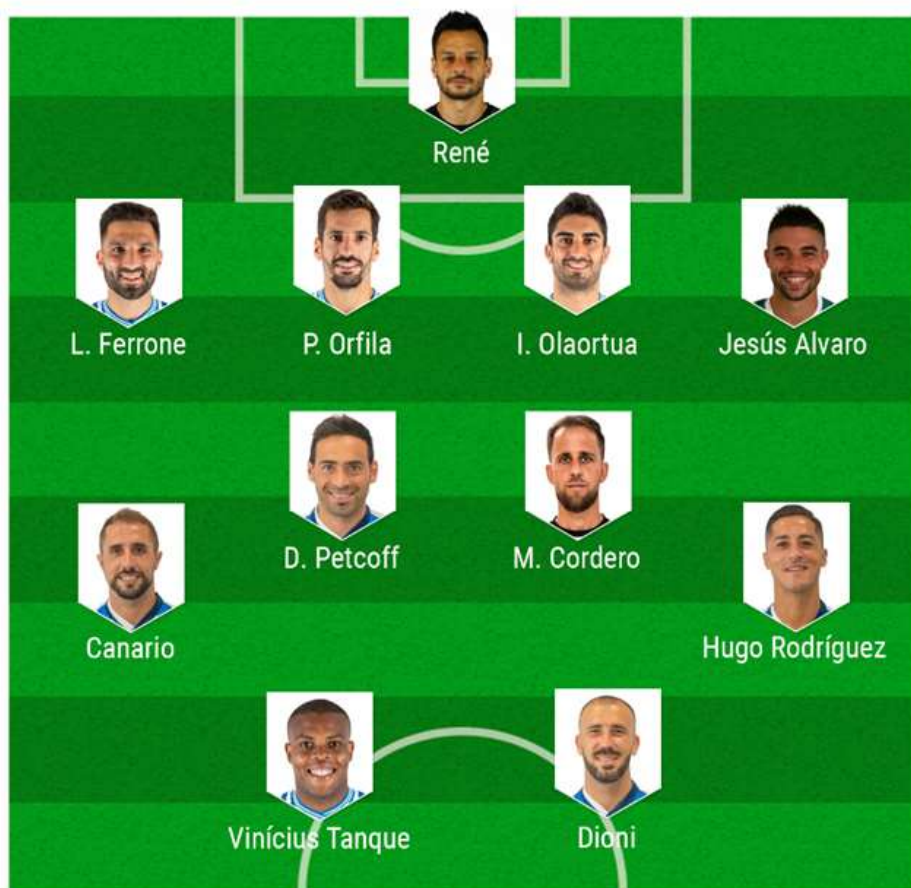 René
L. Ferrone
P. Orfila
I. Olaortua
Jesús Alvaro
D. Petcoff
M. Cordero
Canario
Hugo Rodríguez
Vinícius Tanque
Dioni